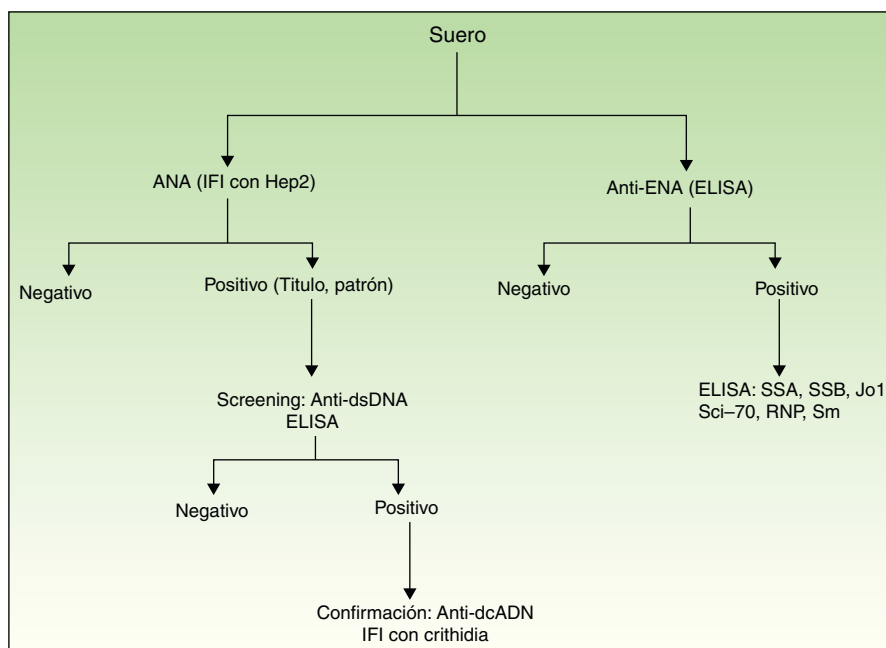 Suero
ANA (IFI con Hep2)
Anti-ENA (ELISA)
Negativo
Positivo (Titulo, patrón)
Negativo
Positivo
Screening: Anti-dsDNA
ELISA
ELISA: SSA, SSB, Jo1
Sci–70, RNP, Sm
Negativo
Positivo
Confirmación: Anti-dcADN
IFI con crithidia